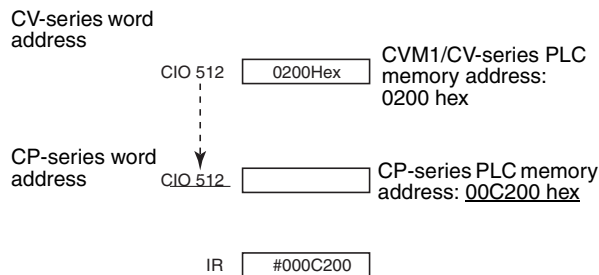 CV-series word
address
CIO 512
0200Hex
CVM1/CV-series PLC
memory address:
0200 hex
CP-series word
address
CIO 512
CP-series PLC memory
address: 00C200 hex
IR
#000C200